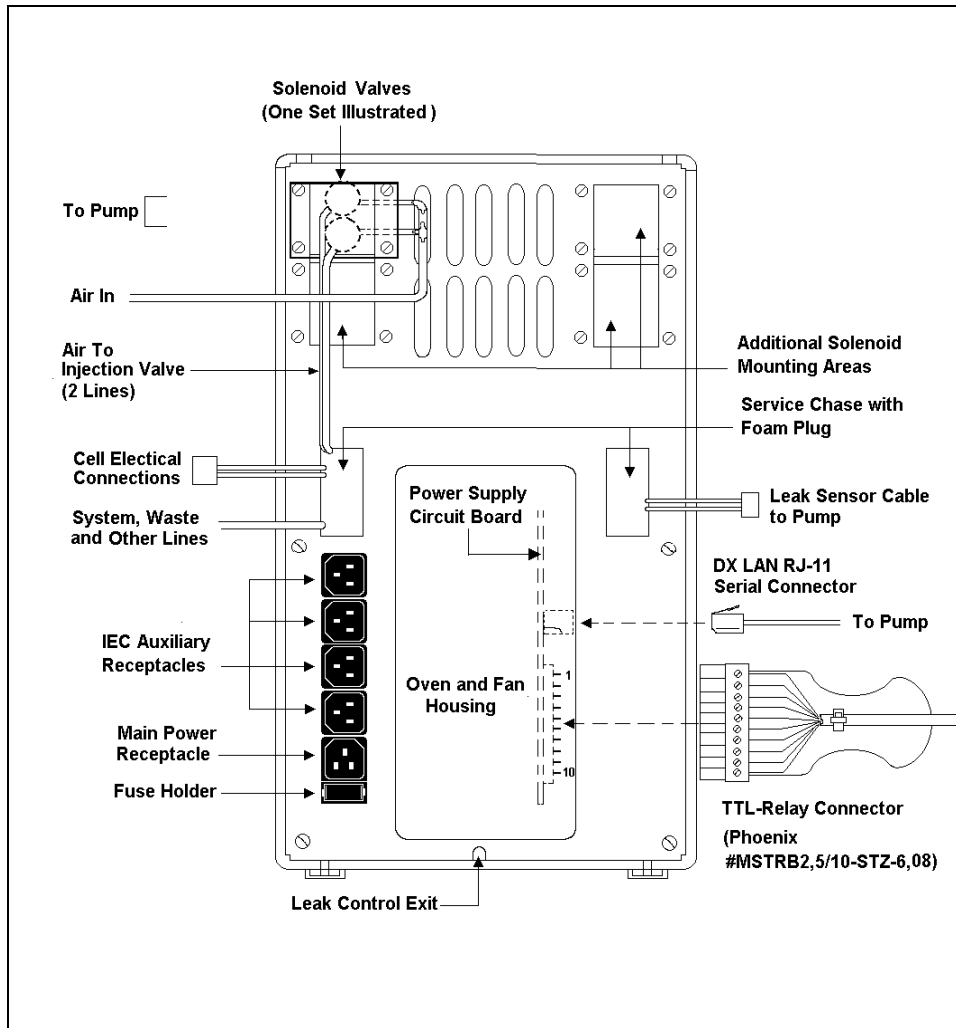 Solenoid Valves
(One Set Illustrated )
To Pump
Air In
Air To
Injection Valve
(2 Lines)
Additional Solenoid
Mounting Areas
Service Chase with
Foam Plug
Cell Electical
Connections
Power Supply
Circuit Board
Leak Sensor Cable
to Pump
System, Waste
and Other Lines
DX LAN RJ-11
Serial Connector
To Pump
IEC Auxiliary
Receptacles
1
Oven and Fan
Housing
Main Power
Receptacle
10
Fuse Holder
TTL-Relay Connector
(Phoenix
#MSTRB2,5/10-STZ-6,08)
Leak Control Exit